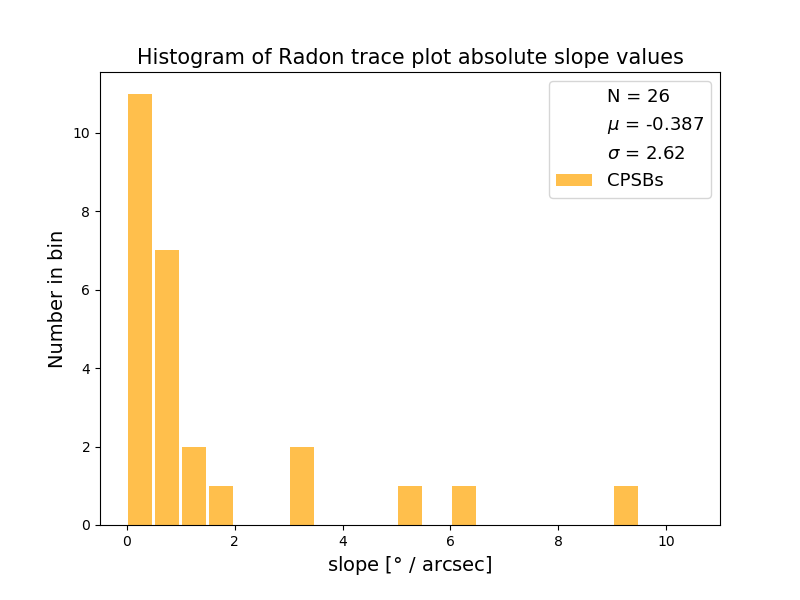 Histogram of Radon trace plot absolute slope values
N = 26
μ = -0.387
σ = 2.62
CPSBs
Number in bin
10
8
6
4
2
0
0 2 4 6 8 10
slope [° / arcsec]